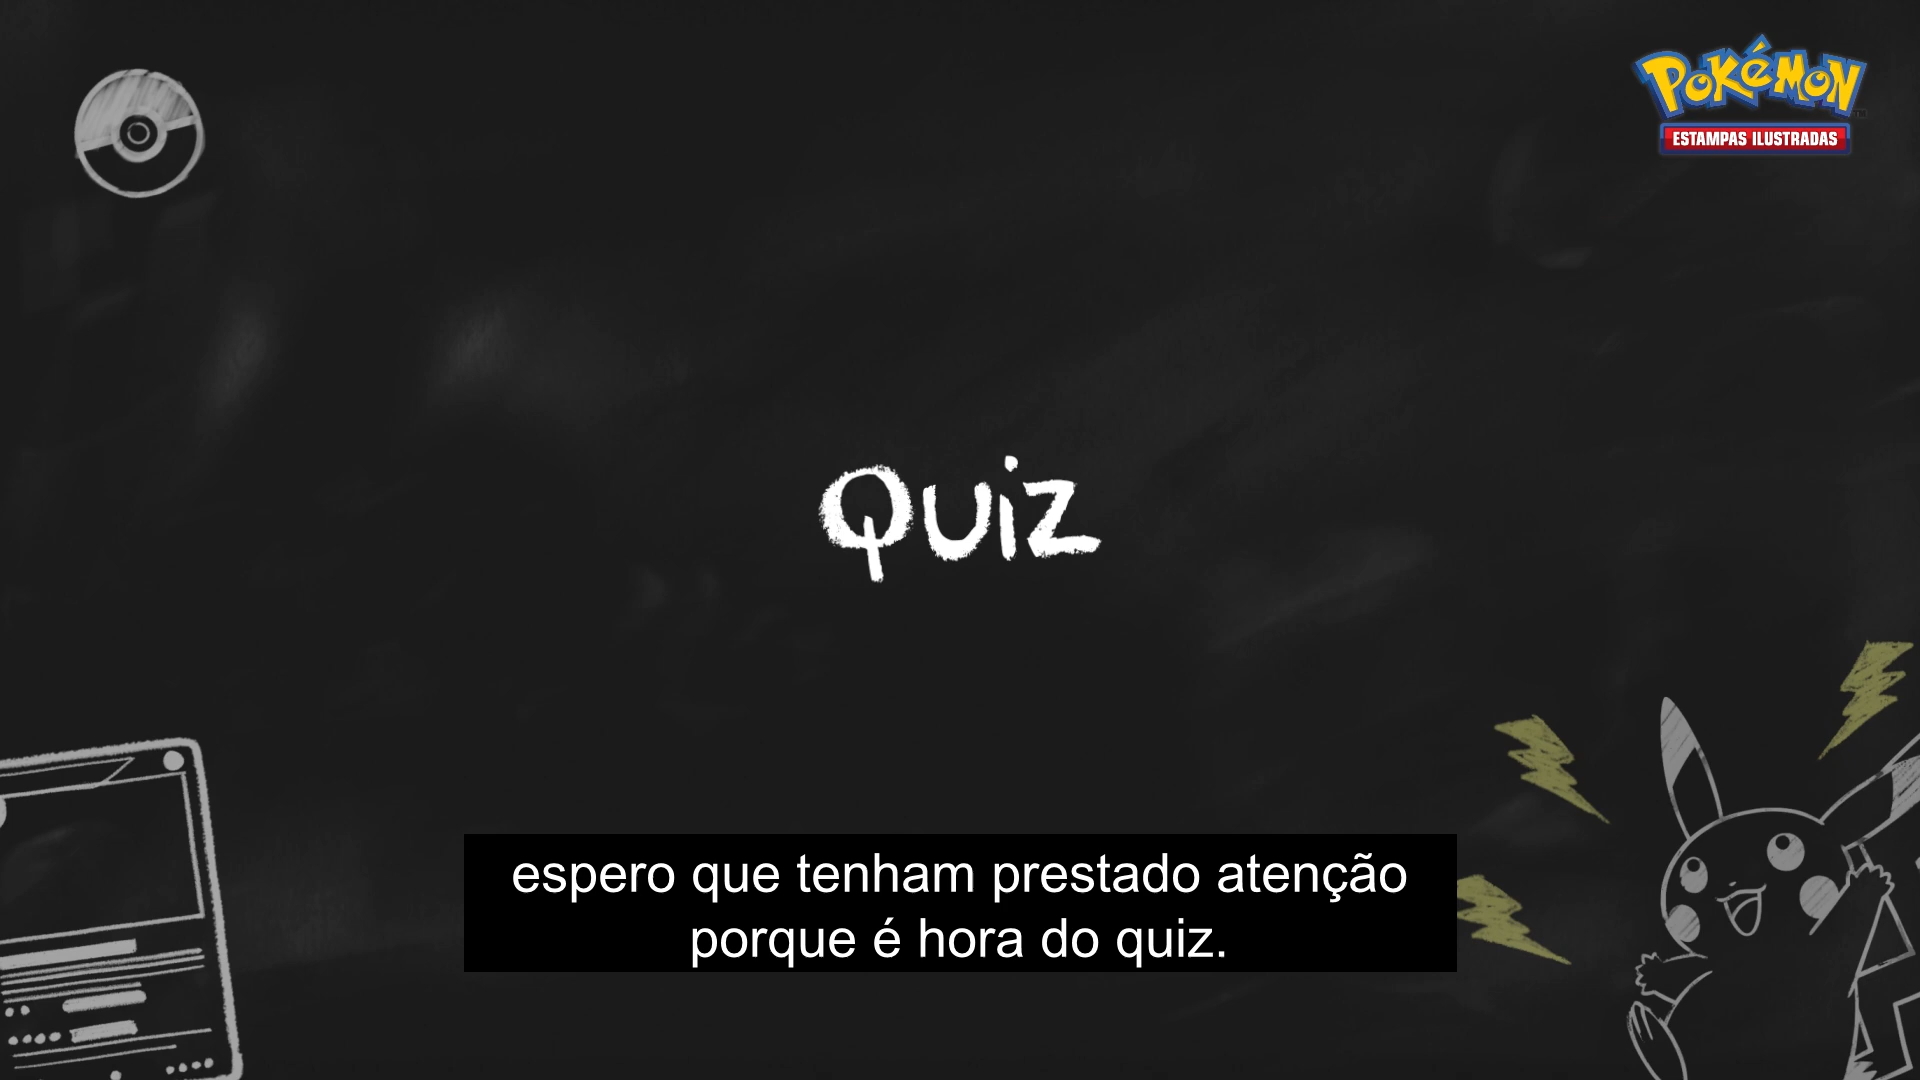 POKÉMON
ESTAMPAS ILUSTRADAS
Quiz
espero que tenham prestado atenção
porque é hora do quiz.